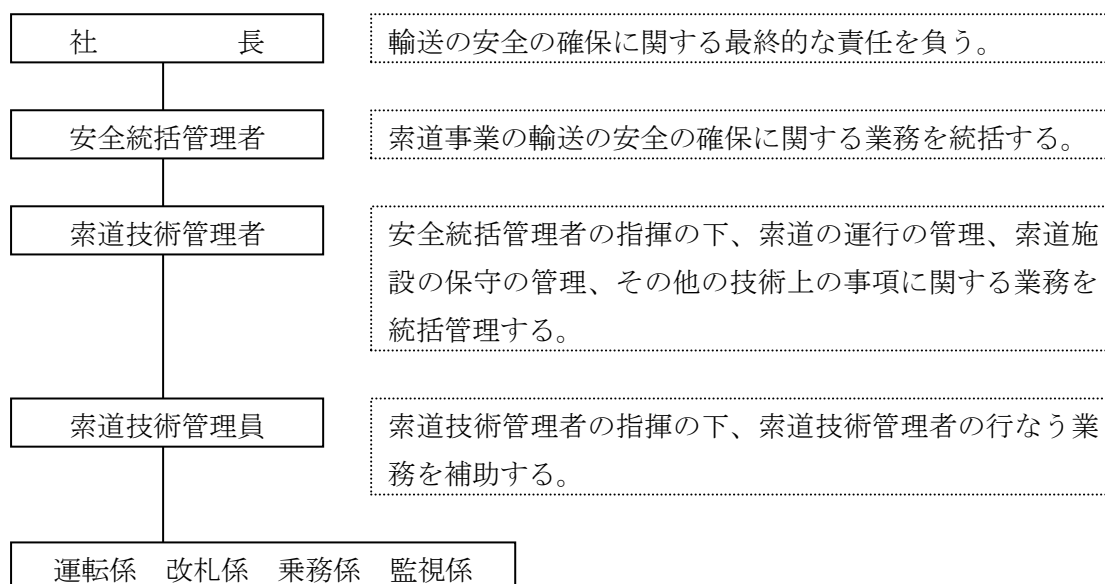 社　　　　　長
輸送の安全の確保に関する最終的な責任を負う。
安全統括管理者
索道事業の輸送の安全の確保に関する業務を統括する。
索道技術管理者
安全統括管理者の指揮の下、索道の運行の管理、索道施
設の保守の管理、その他の技術上の事項に関する業務を
統括管理する。
索道技術管理員
索道技術管理者の指揮の下、索道技術管理者の行なう業
務を補助する。
運転係　改札係　乗務係　監視係